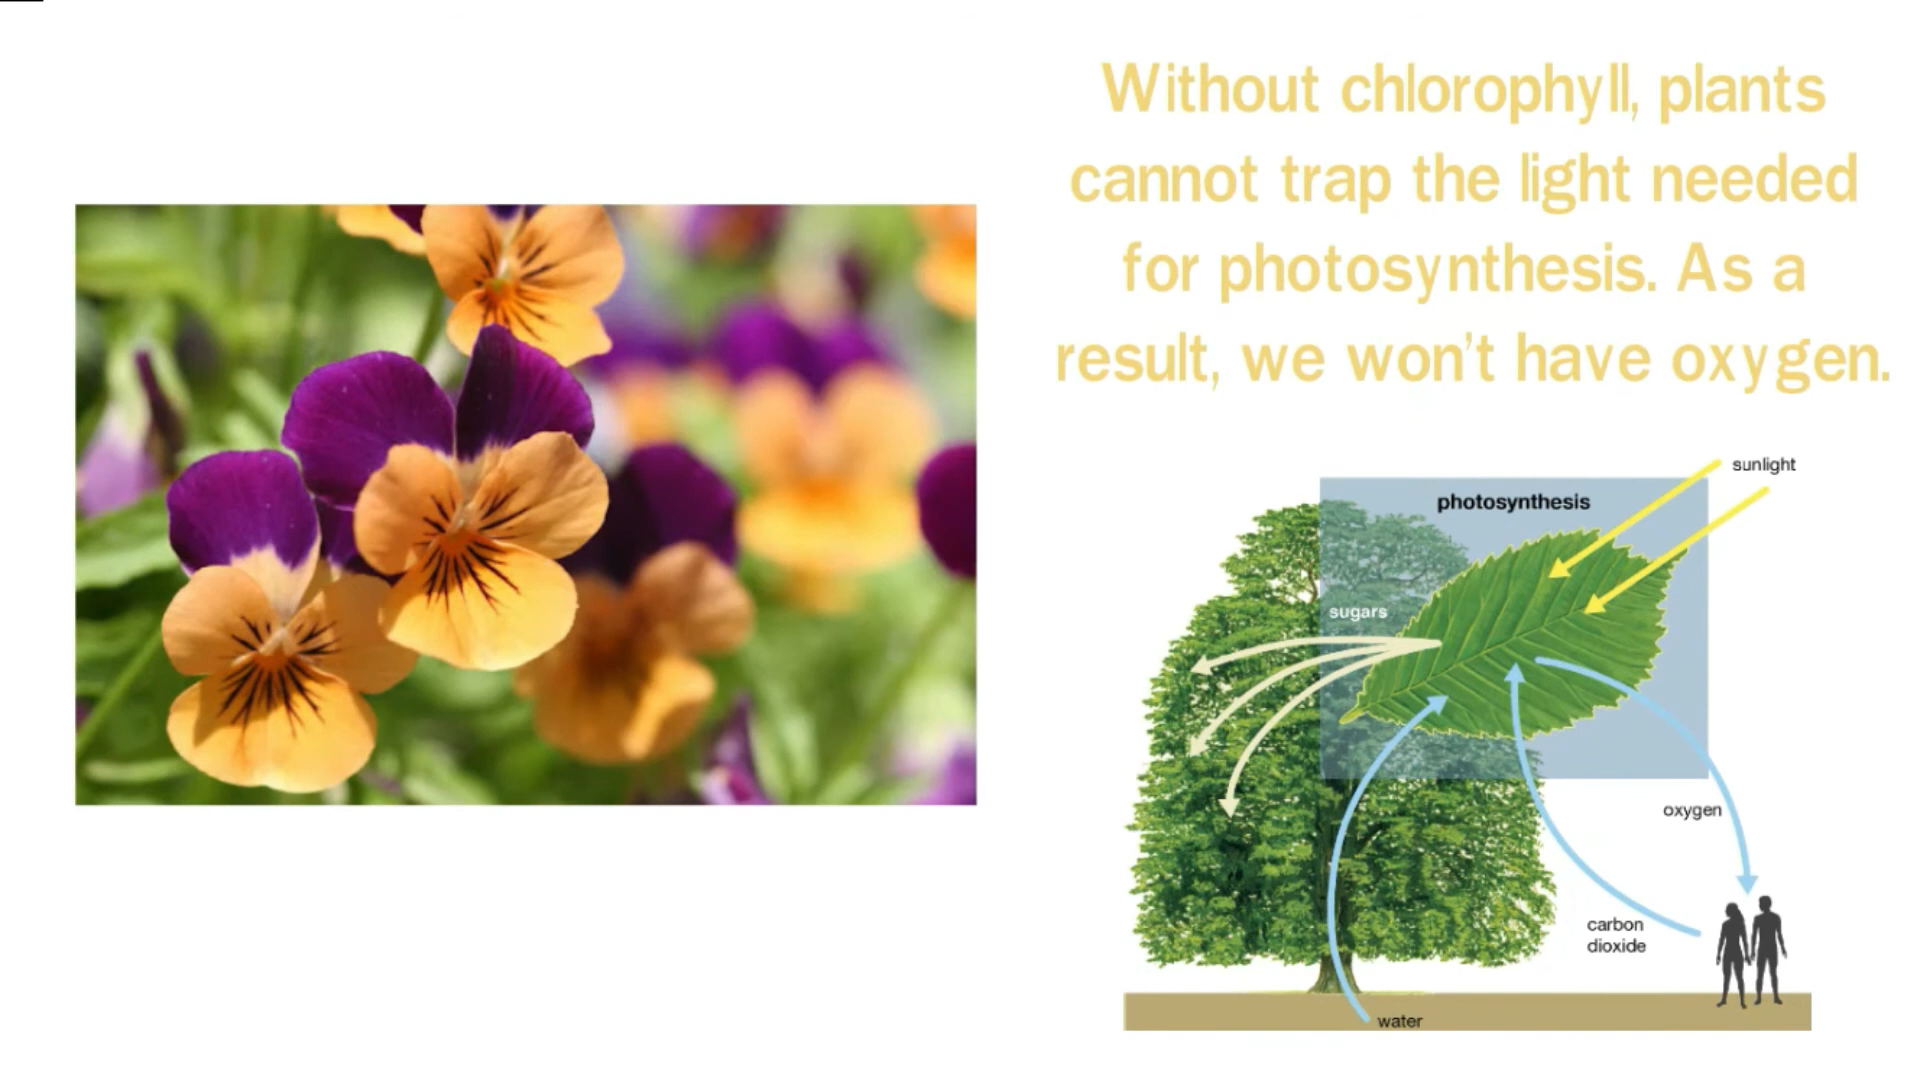 Without chlorophyll, plants
cannot trap the light needed
for photosynthesis. As a
result, we won't have oxygen.
sunlight
photosynthesis
sugars
oxygen
carbon
dioxide
water